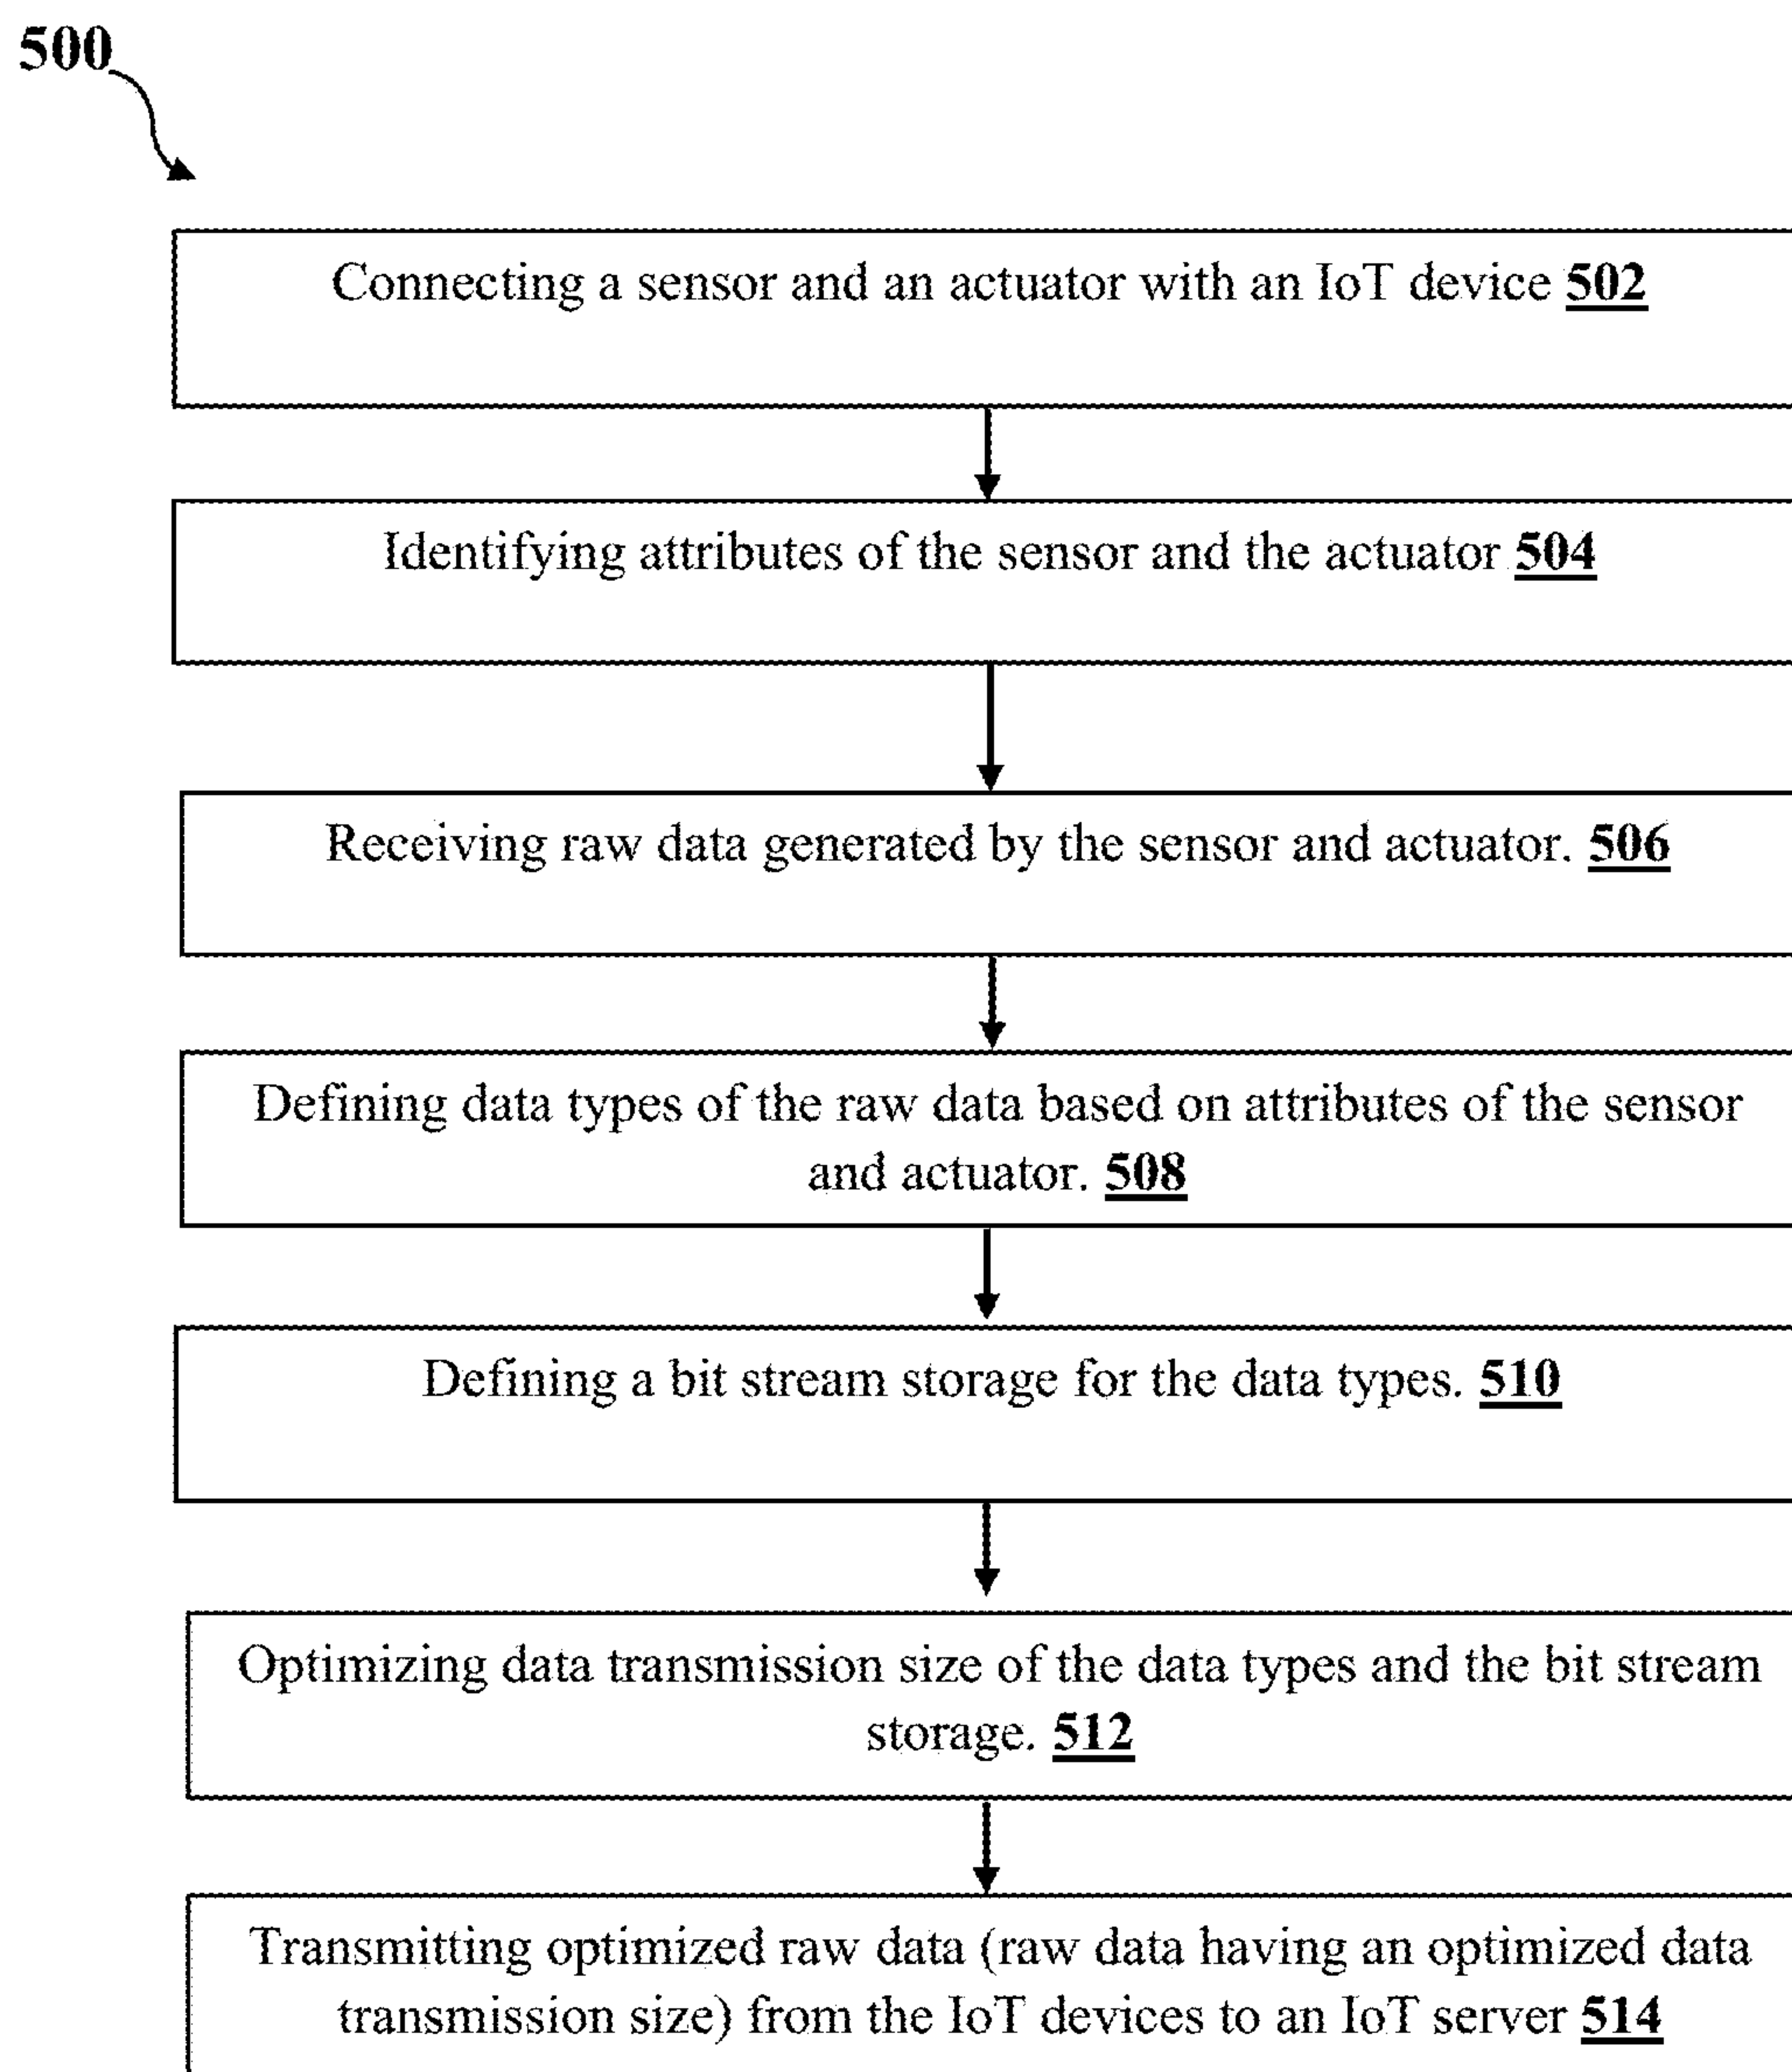 500
Connecting a sensor and an actuator with an IoT device 502
Identifying attributes of the sensor and the actuator 504
Receiving raw data generated by the sensor and actuator. 506
Defining data types of the raw data based on attributes of the sensor
and actuator. 508
Defining a bit stream storage for the data types. 510
Optimizing data transmission size of the data types and the bit stream
storage. 512
Transmitting optimized raw data (raw data having an optimized data
transmission size) from the IoT devices to an IoT server 514